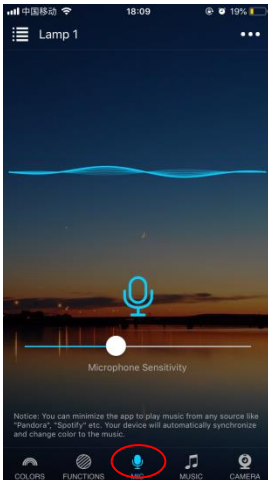 中国移动 18:09 19%
Lamp 1
Microphone Sensitivity
Notice: You can minimize the app to play music from any source like
"Pandora", "Spotify" etc. Your device will automatically synchronize
and change color to the music.
COLORS FUNCTIONS MIC MUSIC CAMERA